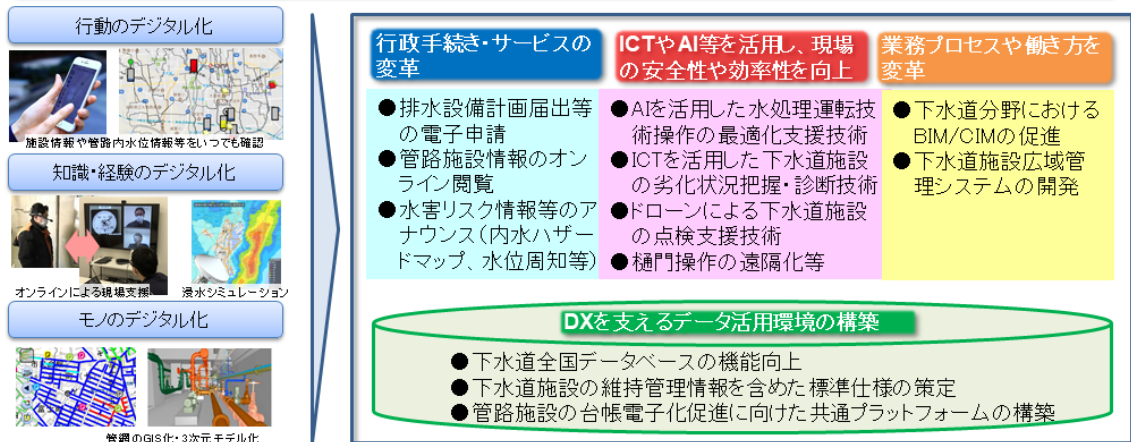 行動のデジタル化
施設情報や管路内水位情報等をいつでも確認
知識・経験のデジタル化
オンラインによる現場支援
浸水シミュレーション
モノのデジタル化
管網のGIS化・3次元モデル化
行政手続き・サービスの
変革
●排水設備計画届出等
の電子申請
●管路施設情報のオン
ライン閲覧
●水害リスク情報等のア
ナウンス(内水ハザー
ドマップ、水位周知等)
ICTやAI等を活用し、現場
の安全性や効率性を向上
●AIを活用した水処理運転技
術操作の最適化支援技術
●ICTを活用した下水道施設
の劣化状況把握・診断技術
●ドローンによる下水道施設
の点検支援技術
●樋門操作の遠隔化等
業務プロセスや働き方を
変革
●下水道分野における
BIM/CIMの促進
●下水道施設広域管
理システムの開発
DXを支えるデータ活用環境の構築
●下水道全国データベースの機能向上
●下水道施設の維持管理情報を含めた標準仕様の策定
●管路施設の台帳電子化促進に向けた共通プラットフォームの構築